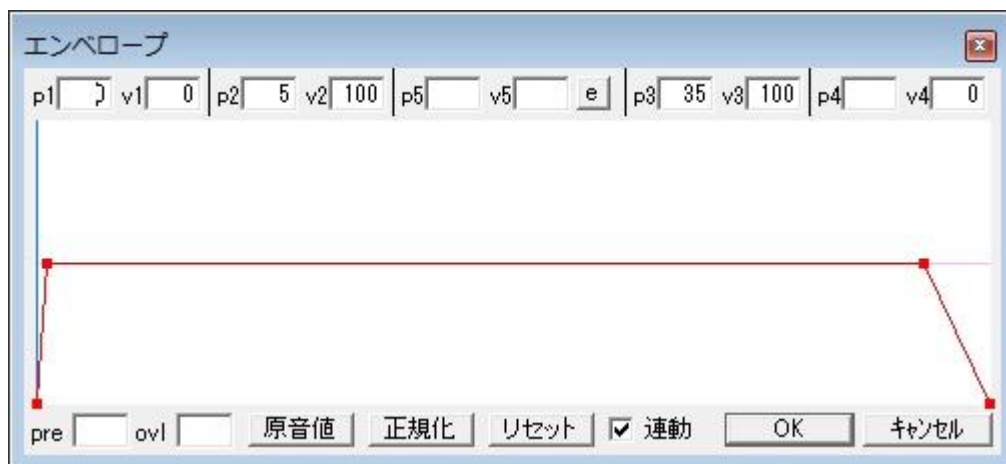 エンベロープ
p1 v1 0 p2 5 v2 100 p5 v5 e p3 35 v3 100 p4 v4 0
pre ovl 原音値 正規化 リセット 連動 OK キャンセル